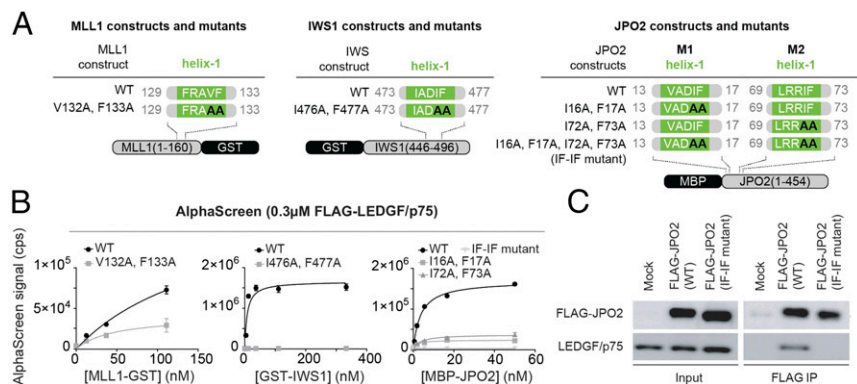 A
MLL1 constructs and mutants
MLL1 construct
helix-1
WT 129 FRAVF 133
V132A, F133A 129 FRAAA 133
MLL1(1-160) GST
IWS1 constructs and mutants
IWS construct
helix-1
WT 473 IADIF 477
I476A, F477A 473 IADAA 477
GST IWS1(446-496)
JPO2 constructs and mutants
JPO2 constructs
M1 M2
helix-1 helix-1
WT 13 VADIF 17 69 LRRIF 73
I16A, F17A 13 VADAA 17 69 LRRIF 73
I72A, F73A 13 VADIF 17 69 LRRAA 73
I16A, F17A, I72A, F73A 13 VADAA 17 69 LRRAA 73
(IF-IF mutant)
MBP JPO2(1-454)
B
AlphaScreen (0.3µM FLAG-LEDGF/p75)
AlphaScreen signal (cps)
WT
V132A, F133A
1×10⁵
5×10⁴
0
0 50 100 150
[MLL1-GST] (nM)
WT
I476A, F477A
2×10⁶
1×10⁶
0
0 200 400
[GST-IWS1] (nM)
WT IF-IF mutant
I16A, F17A
I72A, F73A
2×10⁶
1×10⁶
0
0 20 40 60
[MBP-JPO2] (nM)
C
Mock
FLAG-JPO2 (WT)
FLAG-JPO2 (IF-IF mutant)
Mock
FLAG-JPO2 (WT)
FLAG-JPO2 (IF-IF mutant)
FLAG-JPO2
LEDGF/p75
Input FLAG IP